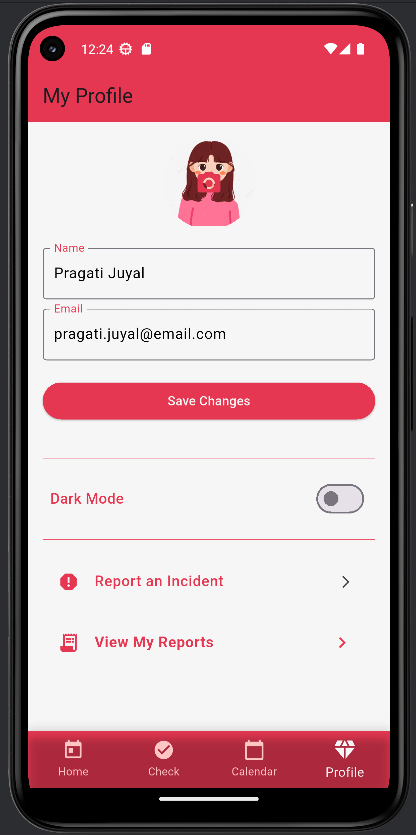 12:24
My Profile
Name
Pragati Juyal
Email
pragati.juyal@email.com
Save Changes
Dark Mode
Report an Incident
View My Reports
Home Check Calendar Profile